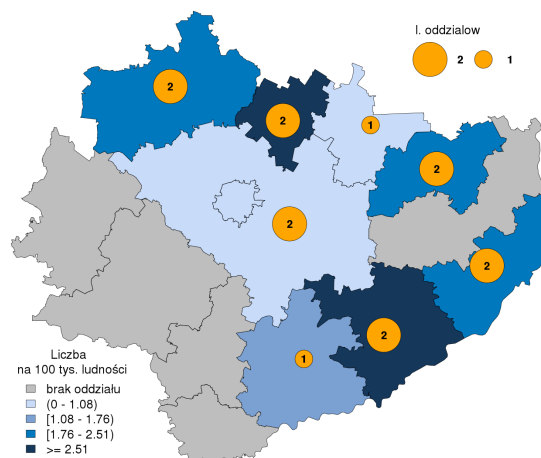 l. oddzialow
2 1
2
2
1
2
2
2
2
1
Liczba
na 100 tys. ludności
brak oddziału
(0 - 1.08)
[1.08 - 1.76)
[1.76 - 2.51)
>= 2.51